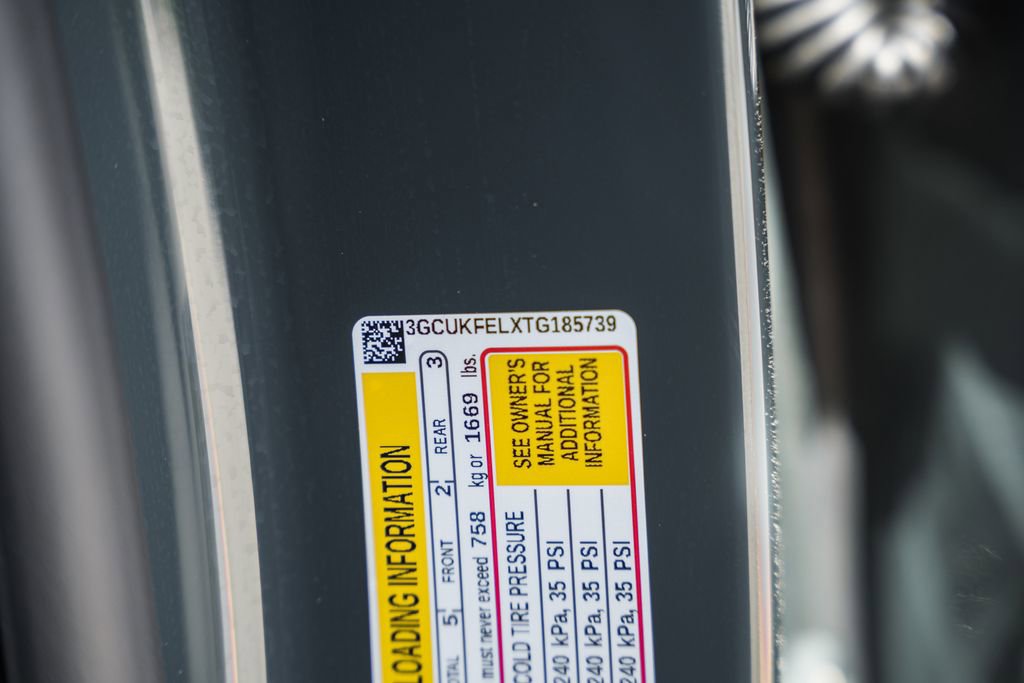 3GCUKFELXTG185739
LOADING INFORMATION
OTAL 5 FRONT 2 REAR 3
must never exceed 758 kg or 1669 lbs.
COLD TIRE PRESSURE
240 kPa, 35 PSI
240 kPa, 35 PSI
240 kPa, 35 PSI
SEE OWNER'S
MANUAL FOR
ADDITIONAL
INFORMATION